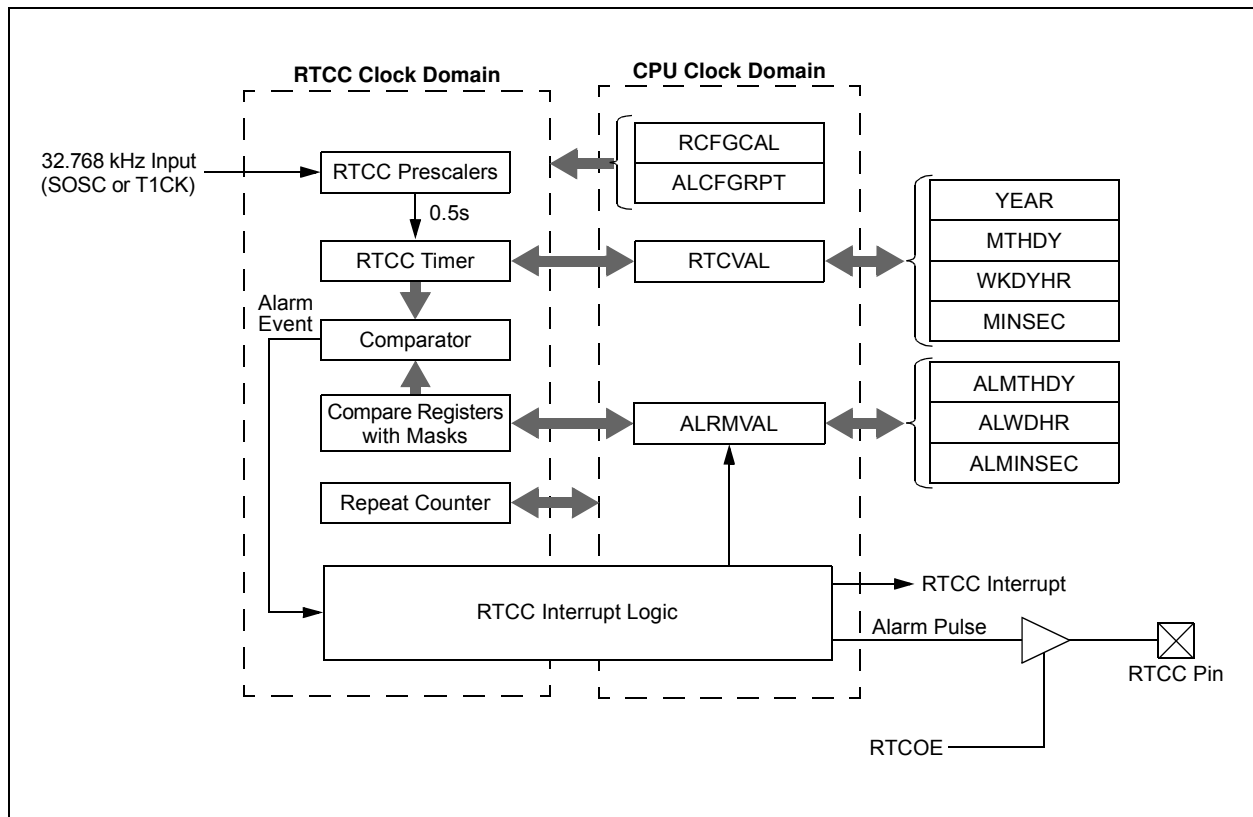 RTCC Clock Domain
CPU Clock Domain
32.768 kHz Input
(SOSC or T1CK)
RTCC Prescalers
0.5s
RTCC Timer
Alarm
Event
Comparator
Compare Registers
with Masks
Repeat Counter
RCFGCAL
ALCFGRPT
RTCVAL
ALRMVAL
YEAR
MTHDY
WKDYHR
MINSEC
ALMTHDY
ALWDHR
ALMINSEC
RTCC Interrupt Logic
RTCC Interrupt
Alarm Pulse
RTCC Pin
RTCOE